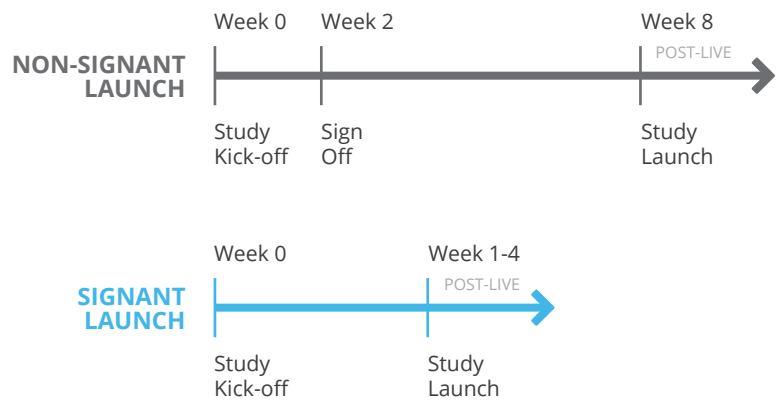 Week 0
Week 2
Week 8
NON-SIGNANT
LAUNCH
POST-LIVE
Study
Kick-off
Sign
Off
Study
Launch
Week 0
Week 1-4
SIGNANT
LAUNCH
POST-LIVE
Study
Kick-off
Study
Launch